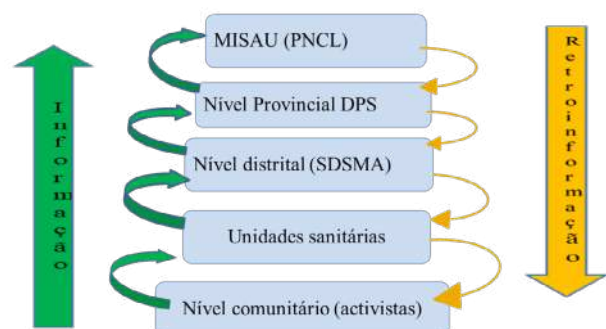 MISAU (PNCL)
Nível Provincial DPS
Nível distrital (SDSMA)
Unidades sanitárias
Nível comunitário (activistas)
Informação
Retroinformação